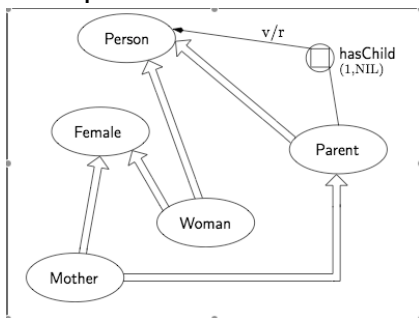 Person
v/r
hasChild
(1,NIL)
Female
Parent
Woman
Mother